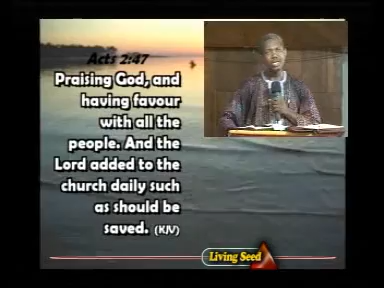 Acts 2:47
Praising God, and
having favour
with all the
people. And the
Lord added to the
church daily such
as should be
saved. (KJV)
Living Seed